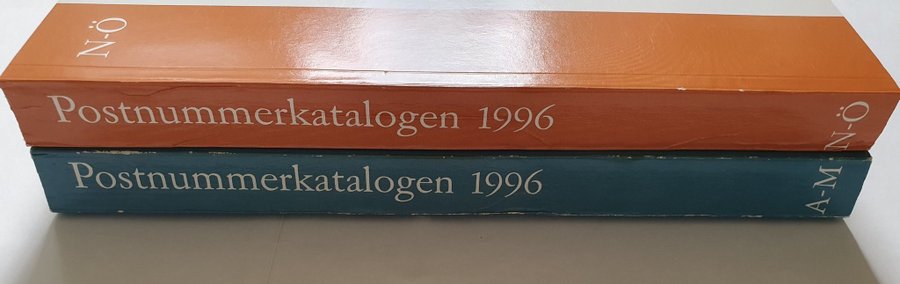 N-Ö
Postnummerkatalogen 1996
N-Ö
Postnummerkatalogen 1996
A-M